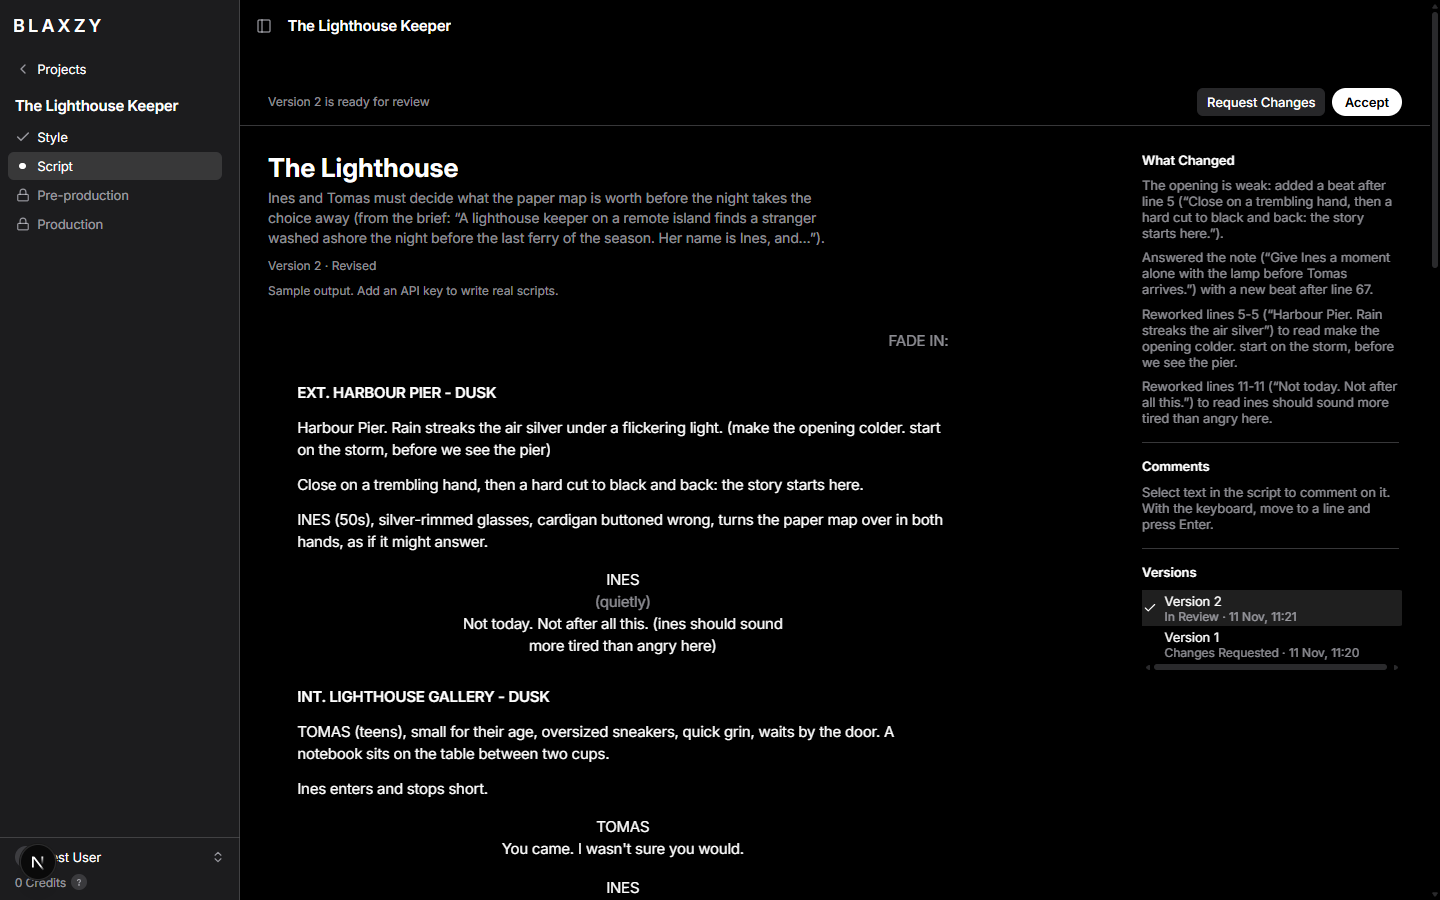 BLAXZY
Projects
The Lighthouse Keeper
Style
Script
Pre-production
Production
N
st User
0 Credits ?
The Lighthouse Keeper
Version 2 is ready for review
Request Changes
Accept
The Lighthouse
Ines and Tomas must decide what the paper map is worth before the night takes the
choice away (from the brief: “A lighthouse keeper on a remote island finds a stranger
washed ashore the night before the last ferry of the season. Her name is Ines, and...”).
Version 2 · Revised
Sample output. Add an API key to write real scripts.
FADE IN:
EXT. HARBOUR PIER - DUSK
Harbour Pier. Rain streaks the air silver under a flickering light. (make the opening colder. start
on the storm, before we see the pier)
Close on a trembling hand, then a hard cut to black and back: the story starts here.
INES (50s), silver-rimmed glasses, cardigan buttoned wrong, turns the paper map over in both
hands, as if it might answer.
INES
(quietly)
Not today. Not after all this. (ines should sound
more tired than angry here)
INT. LIGHTHOUSE GALLERY - DUSK
TOMAS (teens), small for their age, oversized sneakers, quick grin, waits by the door. A
notebook sits on the table between two cups.
Ines enters and stops short.
TOMAS
You came. I wasn't sure you would.
INES
What Changed
The opening is weak: added a beat after
line 5 (“Close on a trembling hand, then a
hard cut to black and back: the story
starts here.”).
Answered the note (“Give Ines a moment
alone with the lamp before Tomas
arrives.”) with a new beat after line 67.
Reworked lines 5-5 (“Harbour Pier. Rain
streaks the air silver”) to read make the
opening colder. start on the storm, before
we see the pier.
Reworked lines 11-11 (“Not today. Not after
all this.”) to read ines should sound more
tired than angry here.
Comments
Select text in the script to comment on it.
With the keyboard, move to a line and
press Enter.
Versions
Version 2
In Review · 11 Nov, 11:21
Version 1
Changes Requested · 11 Nov, 11:20